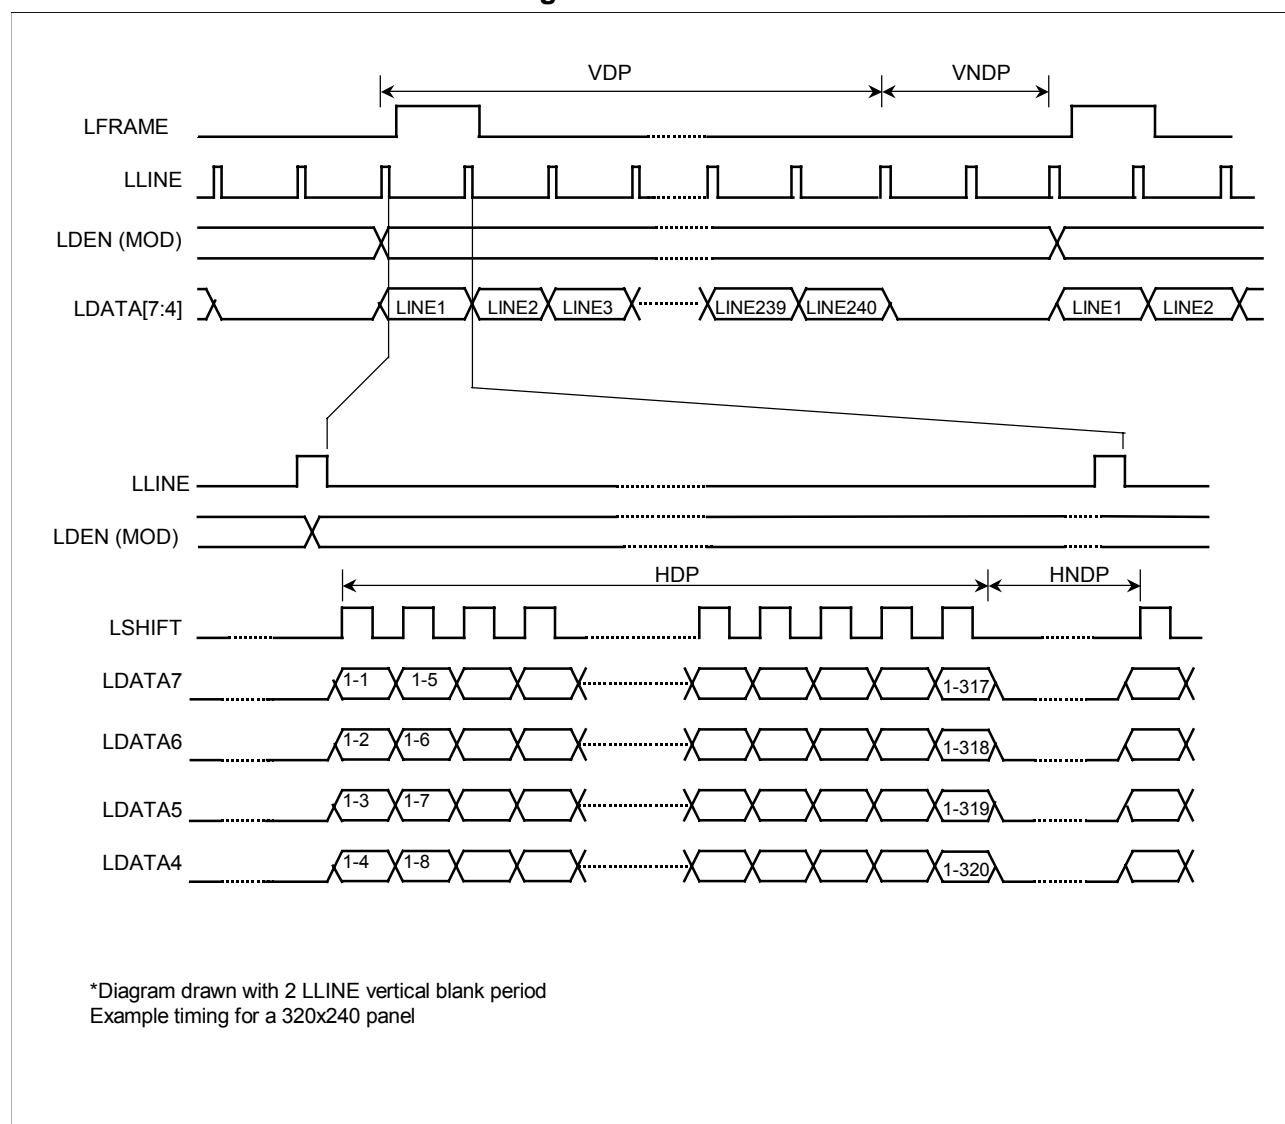 VDP VNDP
LFRAME
LLINE
LDEN (MOD)
LDATA[7:4] LINE1 LINE2 LINE3 LINE239 LINE240 LINE1 LINE2
LLINE
LDEN (MOD)
HDP HNDP
LSHIFT
LDATA7 1-1 1-5 1-317
LDATA6 1-2 1-6 1-318
LDATA5 1-3 1-7 1-319
LDATA4 1-4 1-8 1-320
*Diagram drawn with 2 LLINE vertical blank period
Example timing for a 320x240 panel